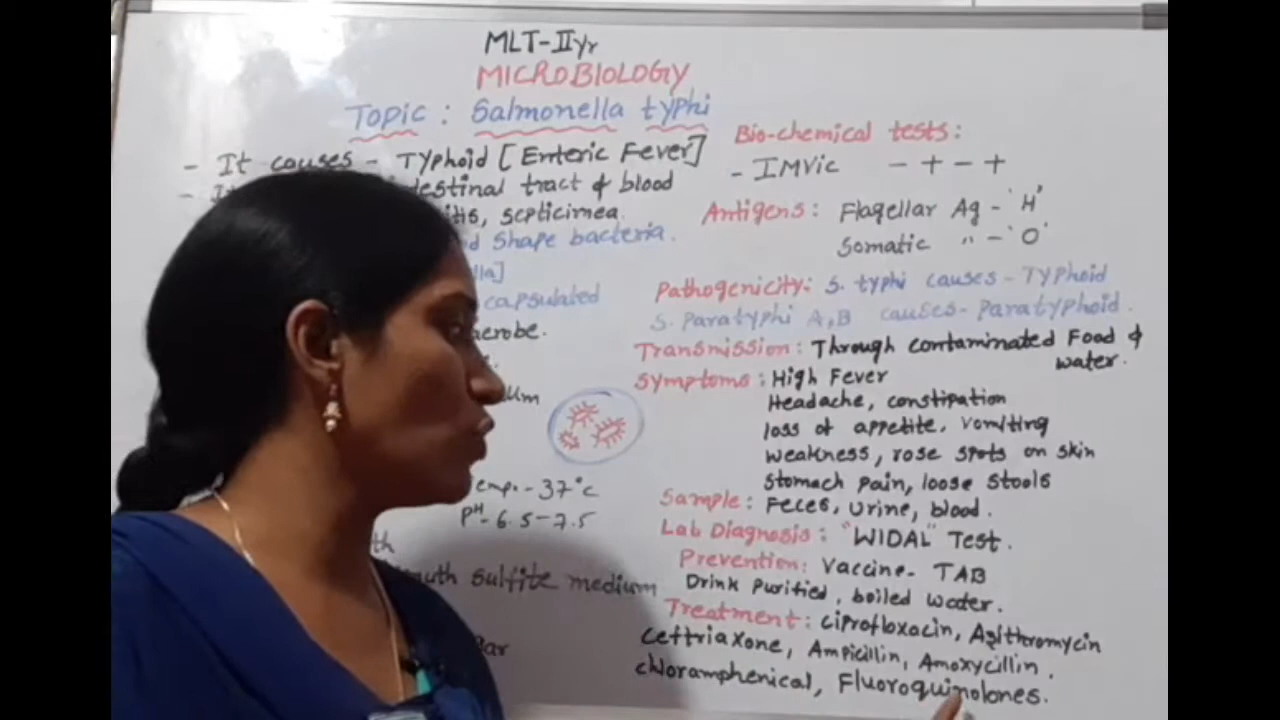 MLT-IIyr
MICROBIOLOGY
Topic : Salmonella typhi
- It causes - Typhoid [Enteric Fever]
- intestinal tract & blood
septicimea.
Shape bacteria.
capsulated
37°c
PH- 6.5-7.5
sulfite medium
Bio-chemical tests:
- IMVic - + - +
Antigens: Flagellar Ag - 'H'
Somatic " - 'O'
Pathogenicity: S. typhi causes - Typhoid
S. Paratyphi A,B causes- Paratyphoid.
Transmission: Through contaminated Food &
water.
Symptoms: High Fever
Headache, constipation
loss of appetite, vomiting
weakness, rose spots on skin
stomach pain, loose stools
Sample: Feces, urine, blood.
Lab Diagnosis: "WIDAL" Test.
Prevention: Vaccine- TAB
Drink Purified, boiled water.
Treatment: Ciprofloxacin, Azithromycin
Ceftriaxone, Ampicillin, Amoxycillin.
chloramphenical, Fluoroquinolones.